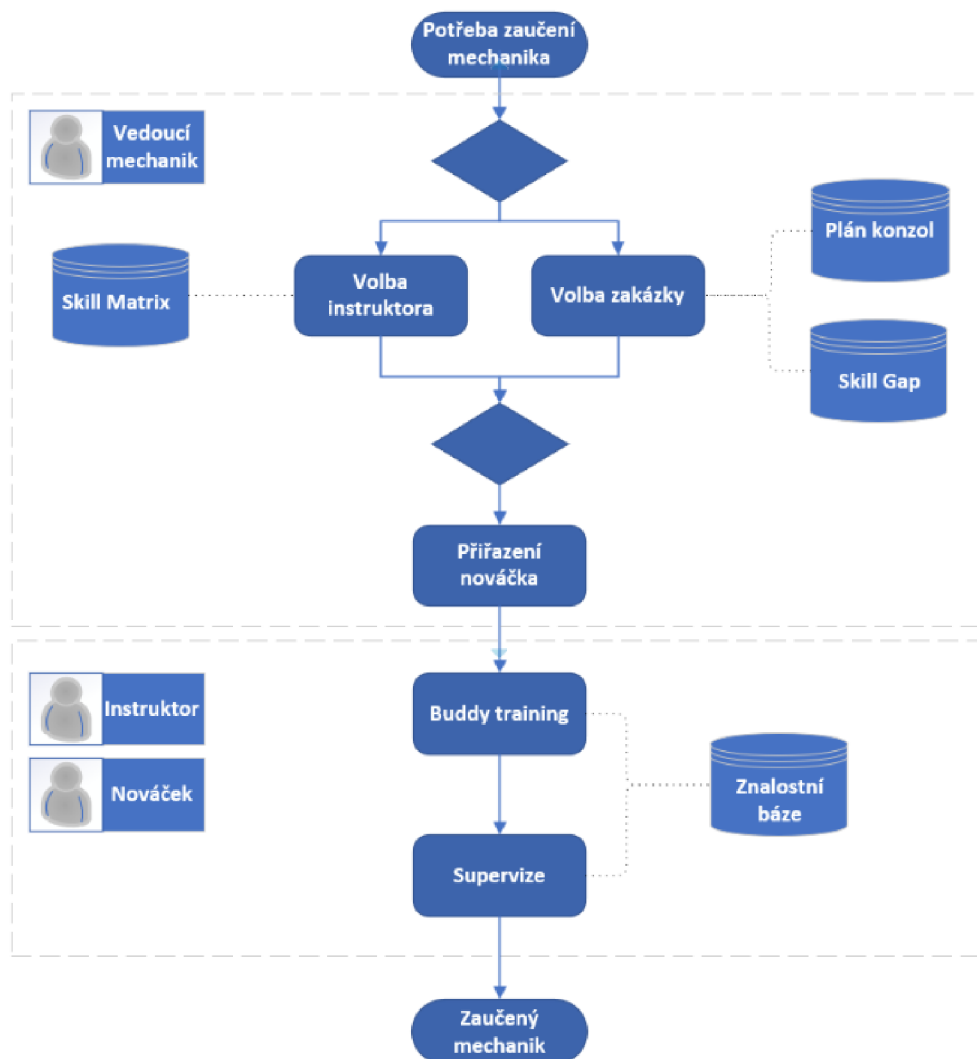 Potřeba zaučení
mechanika
Vedoucí
mechanik
Plán konzol
Skill Matrix
Volba
instruktora
Volba zakázky
Skill Gap
Přiřazení
nováčka
Instruktor
Buddy training
Nováček
Znalostní
báze
Supervize
Zaučený
mechanik